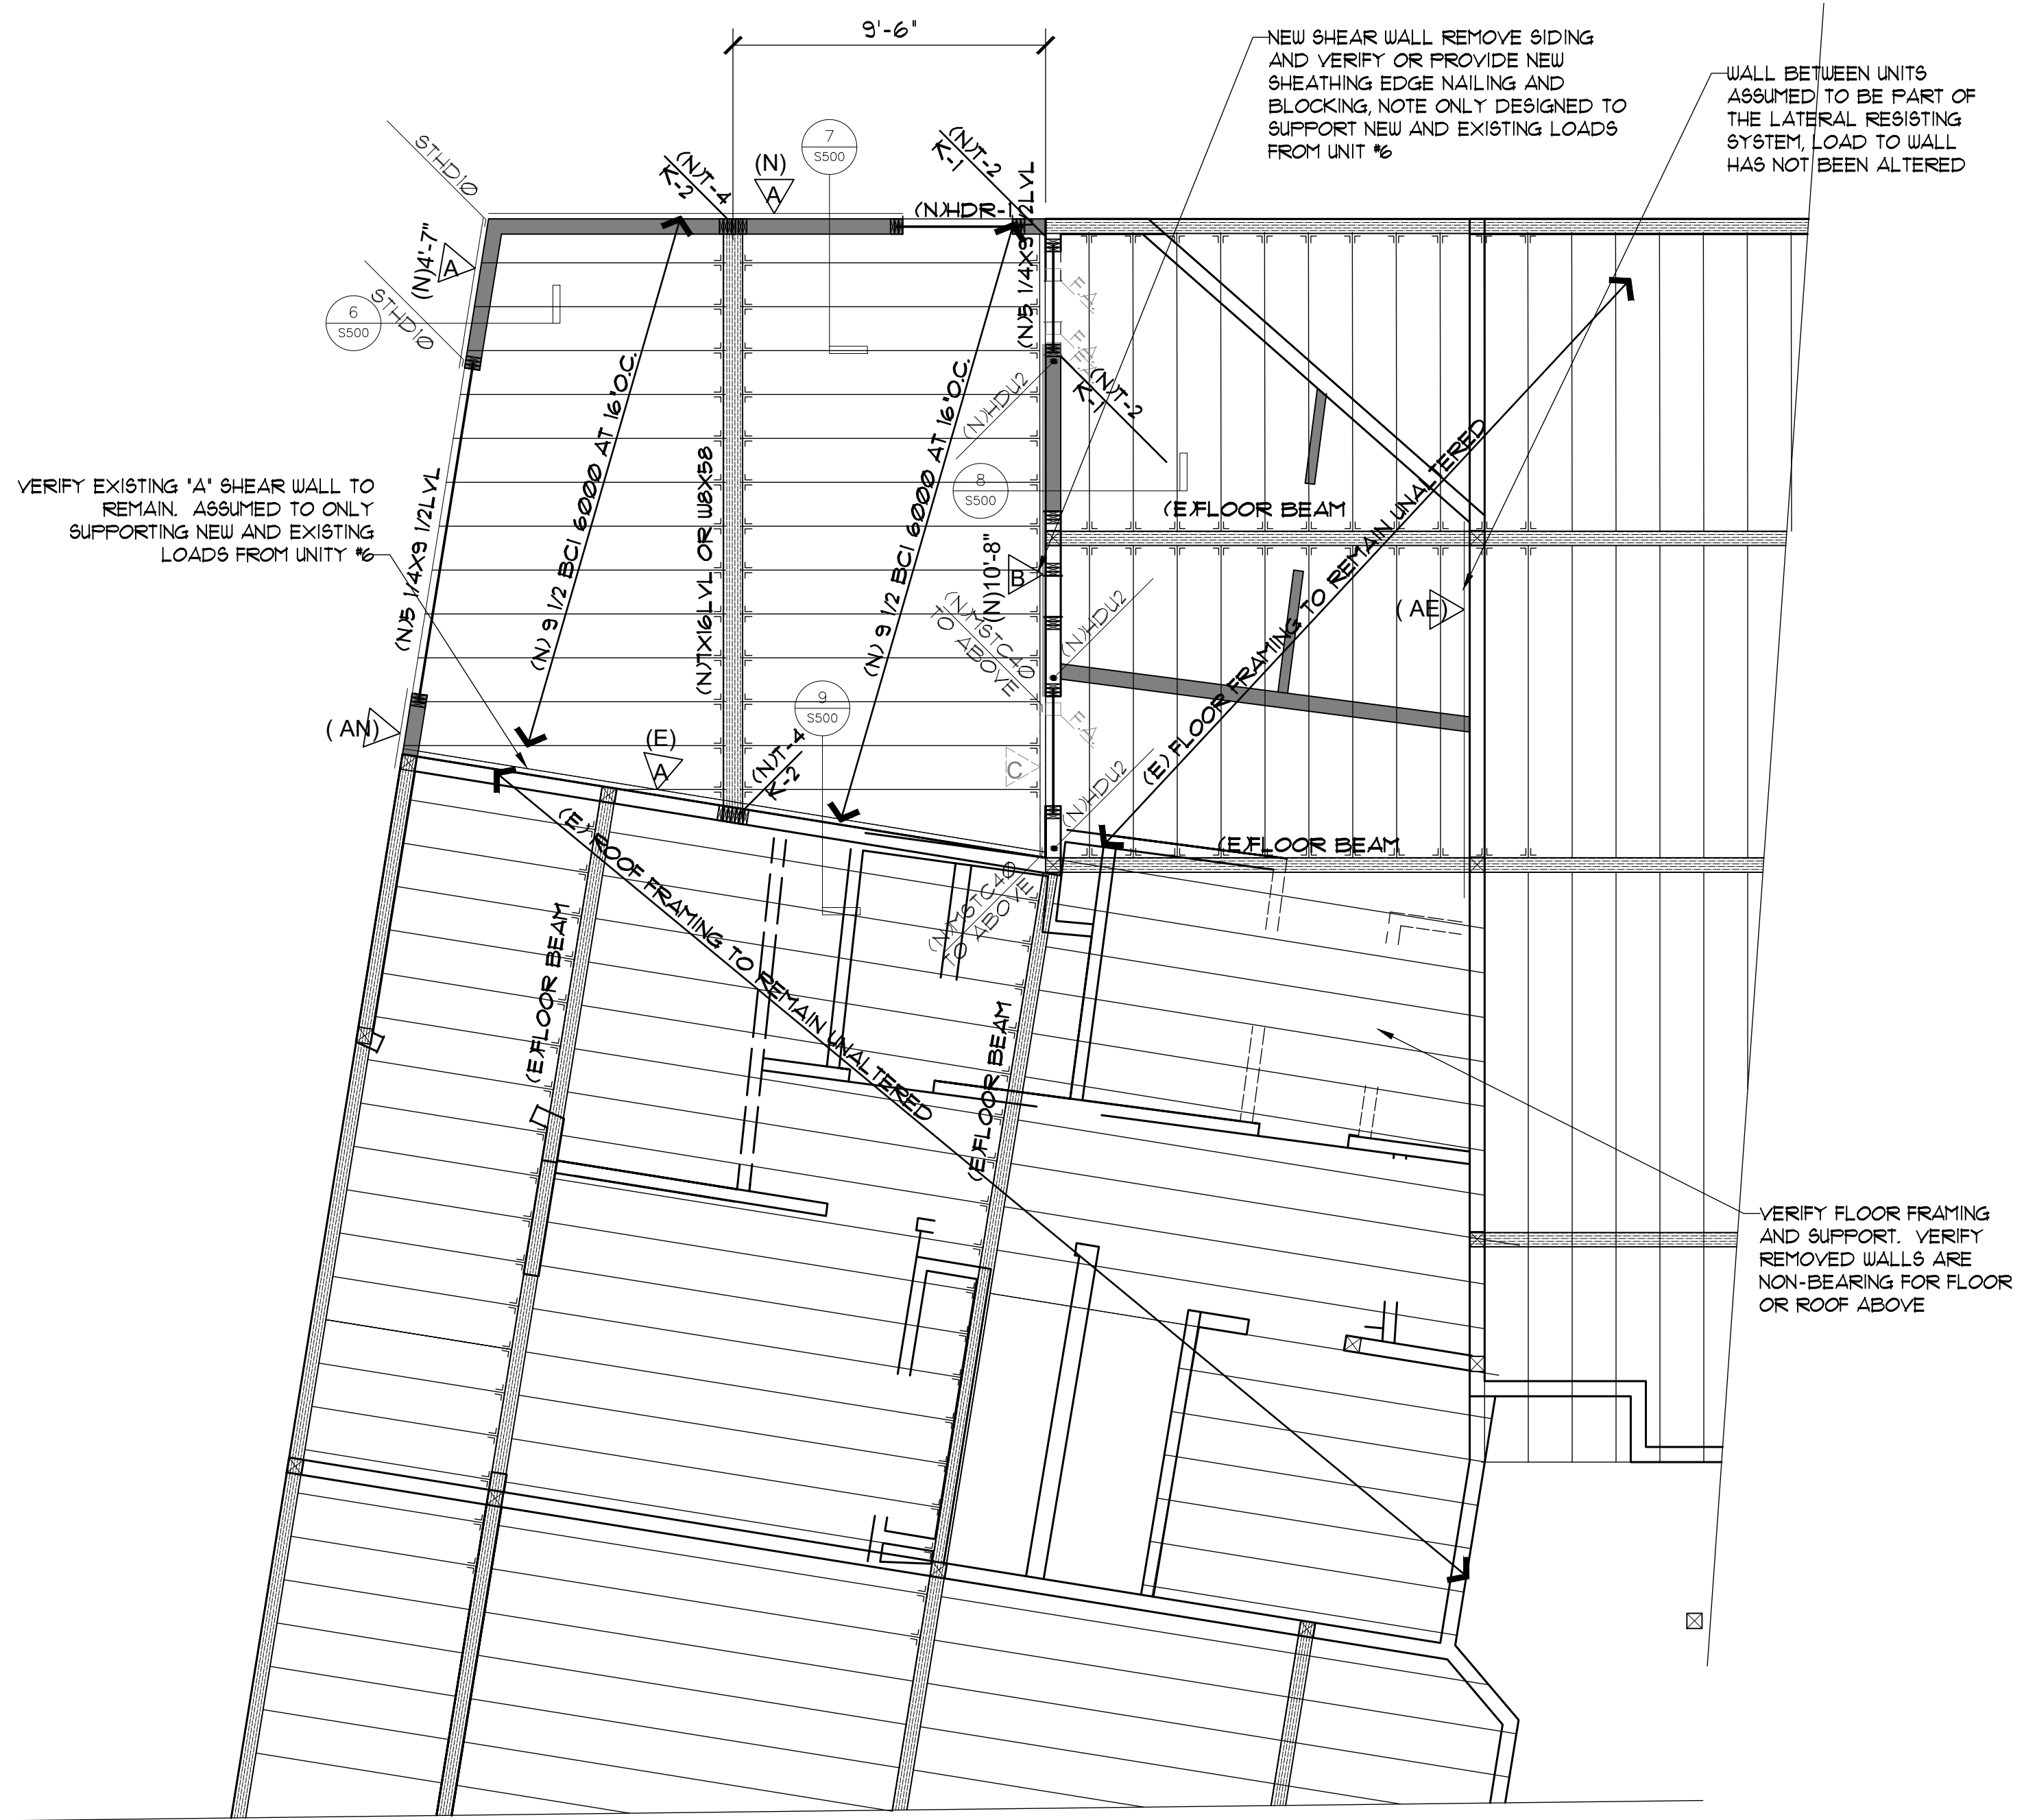 9'-6"
NEW SHEAR WALL REMOVE SIDING
AND VERIFY OR PROVIDE NEW
SHEATHING EDGE NAILING AND
BLOCKING, NOTE ONLY DESIGNED TO
SUPPORT NEW AND EXISTING LOADS
FROM UNIT #6
WALL BETWEEN UNITS
ASSUMED TO BE PART OF
THE LATERAL RESISTING
SYSTEM, LOAD TO WALL
HAS NOT BEEN ALTERED
STHD10
(N)T-4
K-2
(N)
A
7
S500
(N)T-2
K-1
(N)HDR-1
(N)5 1/4X9 1/2LVL
(N)4'-7"
A
STHD10
6
S500
F.A.
F.A.
F.A.
(N)HDU2
(N)T-2
K-1
(N) 9 1/2 BCI 6000 AT 16"O.C.
(N) 9 1/2 BCI 6000 AT 16"O.C.
(N)7X16LVL OR W8X58
8
S500
(E)FLOOR BEAM
(E) FLOOR FRAMING TO REMAIN UNALTERED
VERIFY EXISTING "A" SHEAR WALL TO
REMAIN. ASSUMED TO ONLY
SUPPORTING NEW AND EXISTING
LOADS FROM UNITY #6
(N)5 1/4X9 1/2LVL
(N)10'-8"
B
( AE)
(N)MSTC40
TO ABOVE
(N)HDU2
F.A.
( AN)
(E)
A
9
S500
(N)T-4
K-2
C
(N)HDU2
(E)FLOOR BEAM
(N)MSTC40
TO ABOVE
(E) ROOF FRAMING TO REMAIN UNALTERED
(E)FLOOR BEAM
(E)FLOOR BEAM
VERIFY FLOOR FRAMING
AND SUPPORT. VERIFY
REMOVED WALLS ARE
NON-BEARING FOR FLOOR
OR ROOF ABOVE